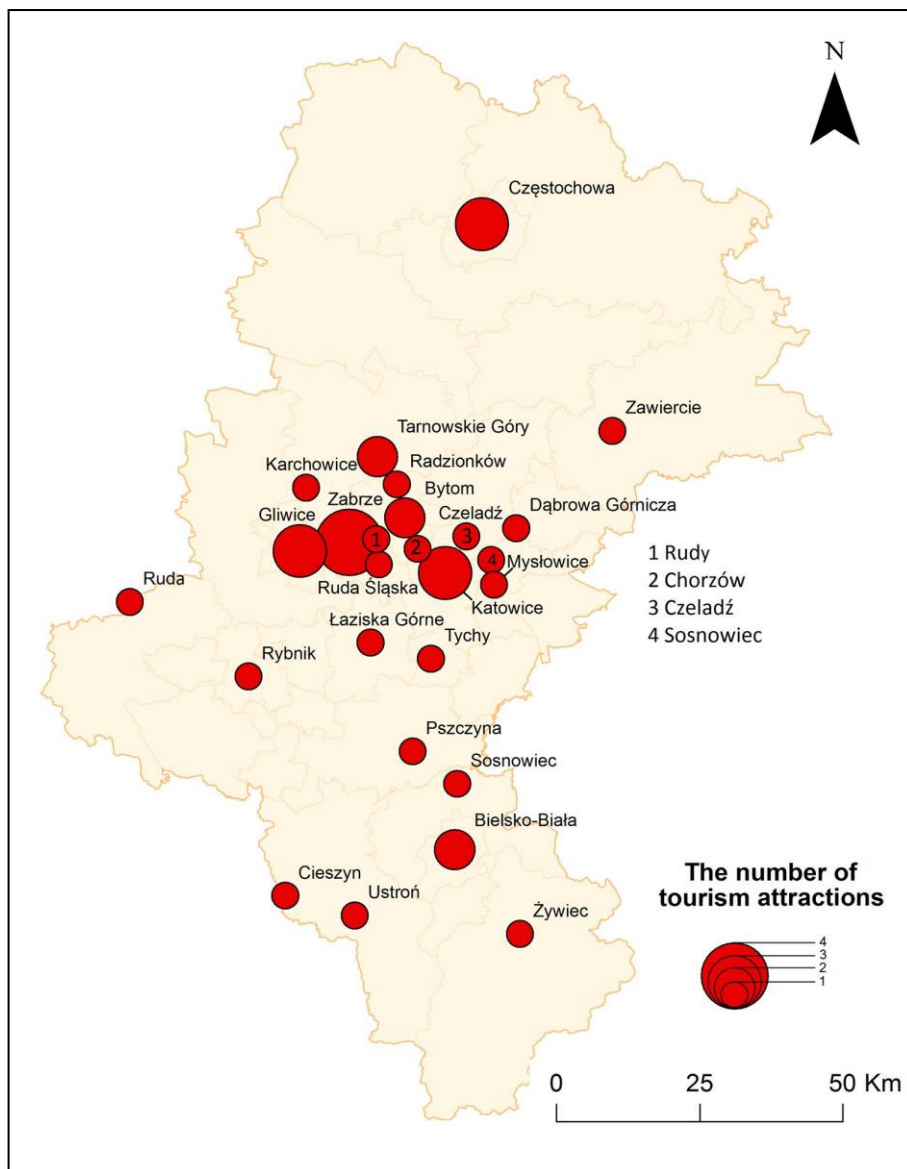 N
Częstochowa
Zawiercie
Tarnowskie Góry
Radzionków
Karchowice
Bytom
Zabrze
Czeladź
Dąbrowa Górnicza
Gliwice
1
2
3
4
Mysłowice
Ruda Śląska
Katowice
1 Rudy
2 Chorzów
3 Czeladź
4 Sosnowiec
Ruda
Łaziska Górne
Tychy
Rybnik
Pszczyna
Sosnowiec
Bielsko-Biała
Cieszyn
Ustroń
Żywiec
The number of
tourism attractions
4
3
2
1
0 25 50 Km